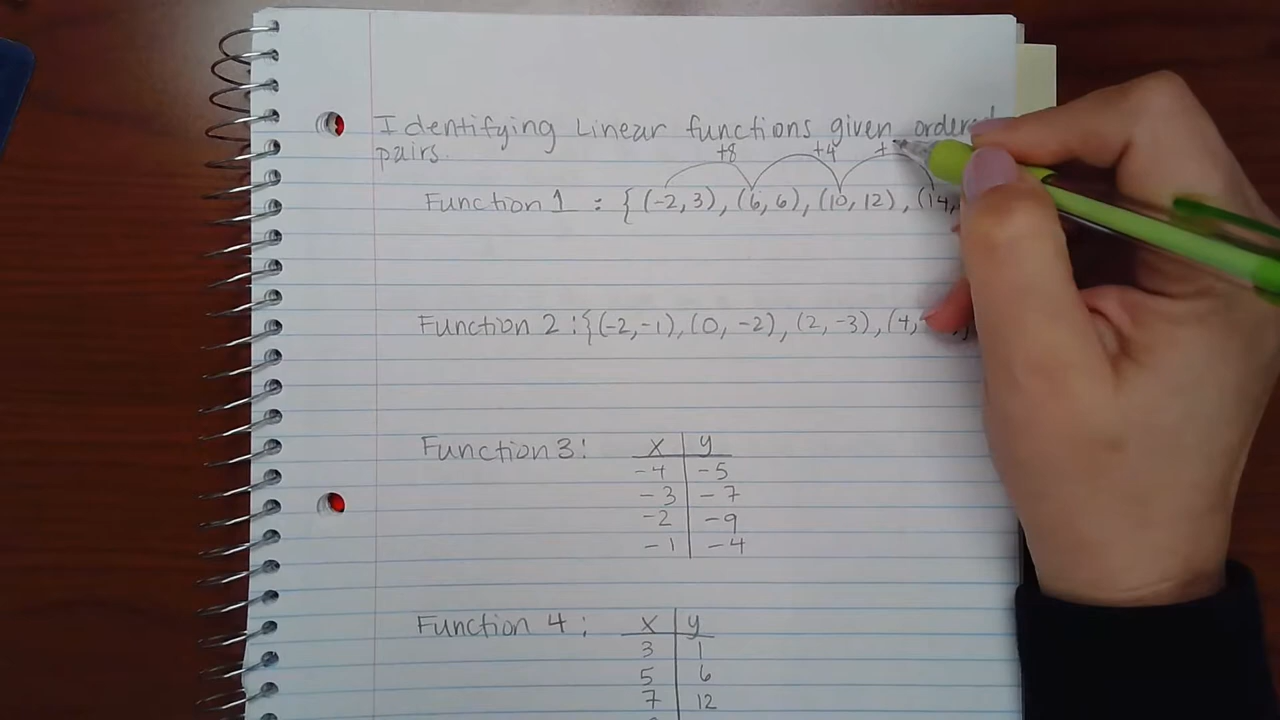 Identifying Linear functions given ordered
pairs.
+8 +4 +
Function 1 : {(-2, 3), (6, 6), (10, 12), (14,
Function 2 : {(-2, -1), (0, -2), (2, -3), (4,
Function 3: x y
-4 -5
-3 -7
-2 -9
-1 -4
Function 4 : x y
3 1
5 6
7 12